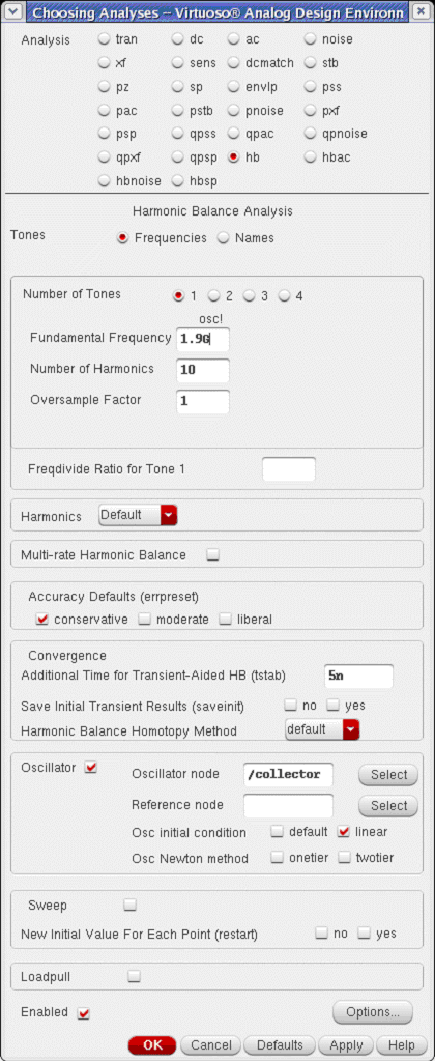 Choosing Analyses -- Virtuoso® Analog Design Environn
Analysis tran dc ac noise
xf sens dcmatch stb
pz sp envlp pss
pac pstb pnoise pxf
psp qpss qpac qpnoise
qpxf qpsp hb hbac
hbnoise hbsp
Harmonic Balance Analysis
Tones Frequencies Names
Number of Tones 1 2 3 4
osc!
Fundamental Frequency 1.9G
Number of Harmonics 10
Oversample Factor 1
Freqdivide Ratio for Tone 1
Harmonics Default
Multi-rate Harmonic Balance
Accuracy Defaults (errpreset)
conservative moderate liberal
Convergence
Additional Time for Transient-Aided HB (tstab) 5n
Save Initial Transient Results (saveinit) no yes
Harmonic Balance Homotopy Method default
Oscillator Oscillator node /collector Select
Reference node Select
Osc initial condition default linear
Osc Newton method onetier twotier
Sweep
New Initial Value For Each Point (restart) no yes
Loadpull
Enabled Options...
OK Cancel Defaults Apply Help